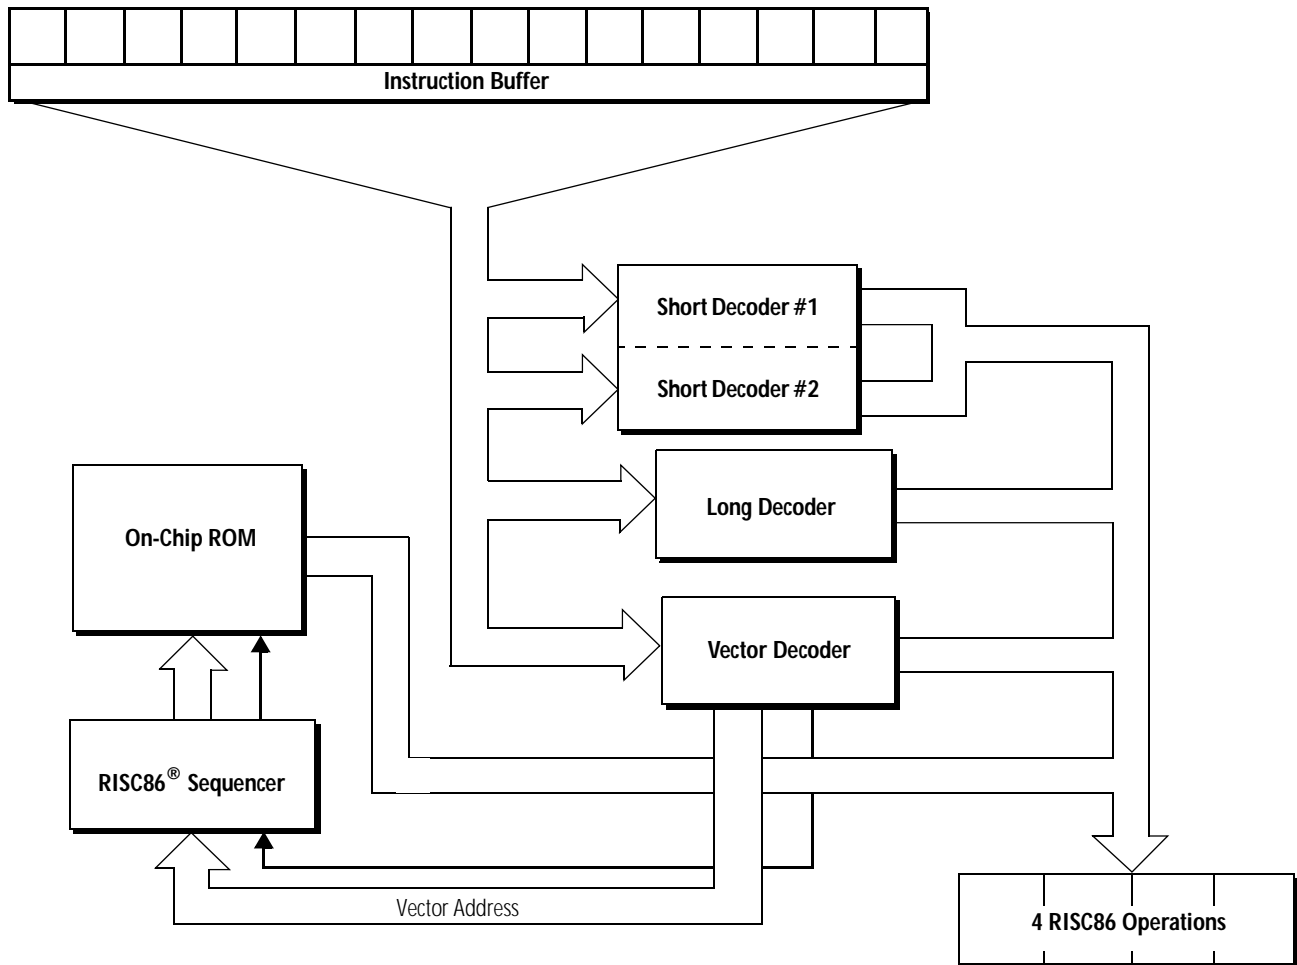 Instruction Buffer
Short Decoder #1
Short Decoder #2
Long Decoder
On-Chip ROM
Vector Decoder
RISC86® Sequencer
Vector Address
4 RISC86 Operations